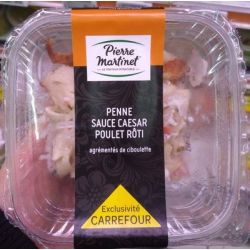 Pierre
Martinet
PENNE
SAUCE CAESAR
POULET RÔTI
agrémentés de ciboulette
Exclusivité
CARREFOUR